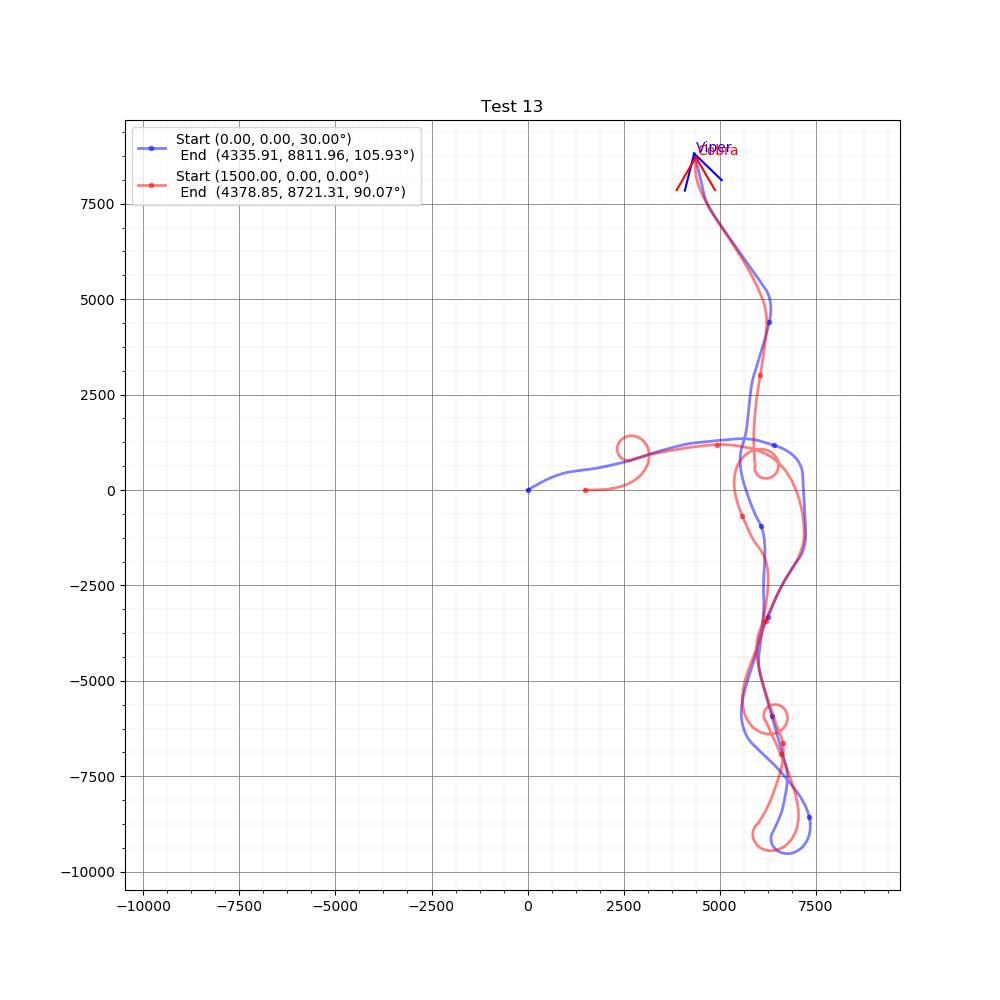 Test 13
Start (0.00, 0.00, 30.00°)
End (4335.91, 8811.96, 105.93°)
Start (1500.00, 0.00, 0.00°)
End (4378.85, 8721.31, 90.07°)
Viper
Cobra
7500
5000
2500
0
−2500
−5000
−7500
−10000
−10000 −7500 −5000 −2500 0 2500 5000 7500